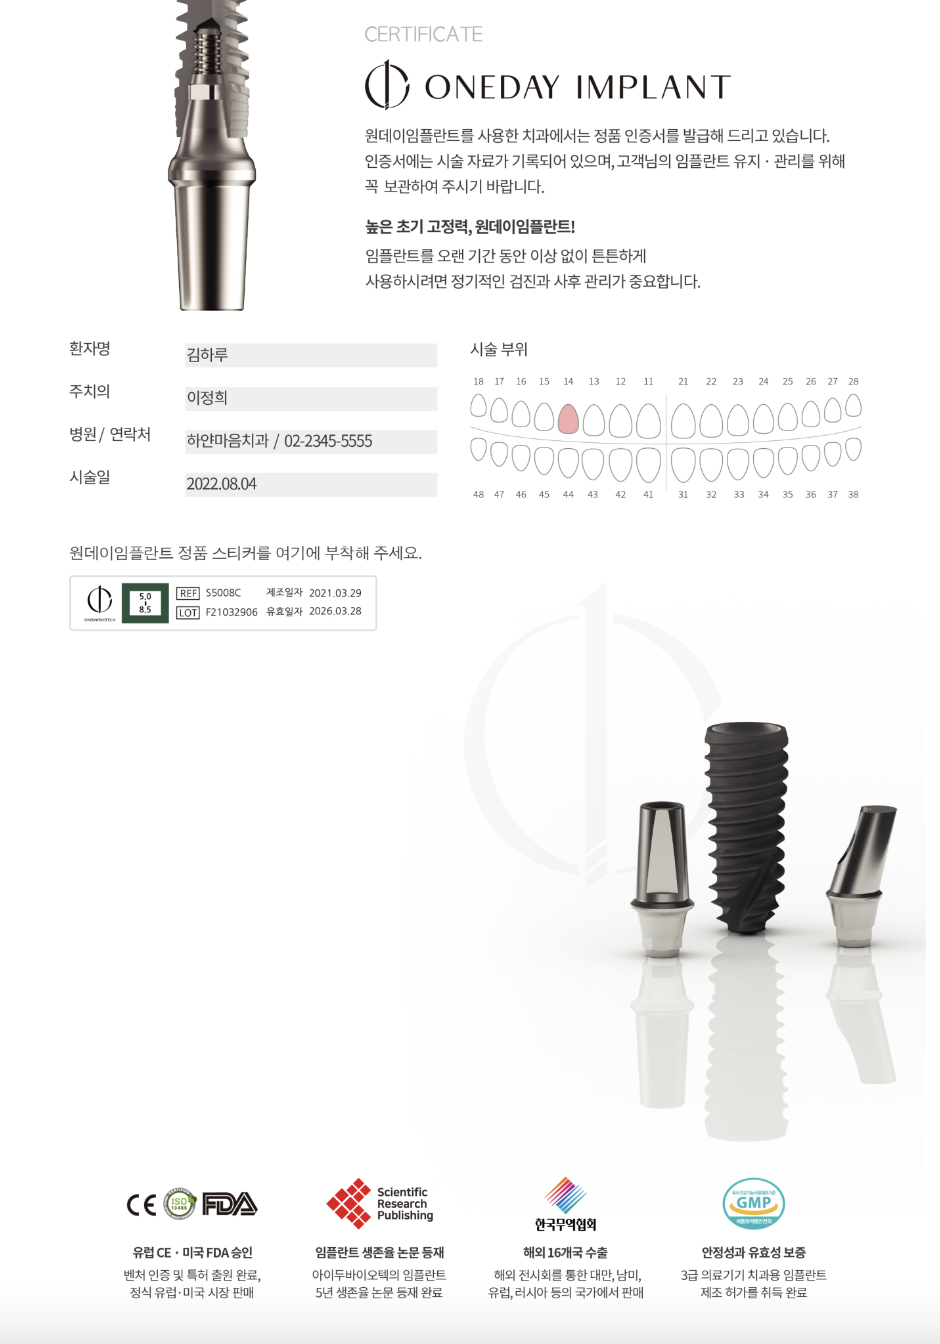 CERTIFICATE
ONEDAY IMPLANT
원데이임플란트를 사용한 치과에서는 정품 인증서를 발급해 드리고 있습니다.
인증서에는 시술 자료가 기록되어 있으며, 고객님의 임플란트 유지 · 관리를 위해
꼭 보관하여 주시기 바랍니다.
높은 초기 고정력, 원데이임플란트!
임플란트를 오랜 기간 동안 이상 없이 튼튼하게
사용하시려면 정기적인 검진과 사후 관리가 중요합니다.
환자명 김하루
주치의 이정희
병원/ 연락처 하얀마음치과 / 02-2345-5555
시술일 2022.08.04
시술 부위
18 17 16 15 14 13 12 11 21 22 23 24 25 26 27 28
48 47 46 45 44 43 42 41 31 32 33 34 35 36 37 38
원데이임플란트 정품 스티커를 여기에 부착해 주세요.
5.0
8.5
REF S5008C 제조일자 2021.03.29
LOT F21032906 유효일자 2026.03.28
CE ISO 13485 FDA
유럽 CE · 미국 FDA 승인
벤처 인증 및 특허 출원 완료,
정식 유럽·미국 시장 판매
Scientific
Research
Publishing
임플란트 생존율 논문 등재
아이두바이오텍의 임플란트
5년 생존율 논문 등재 완료
한국무역협회
해외 16개국 수출
해외 전시회를 통한 대만, 남미,
유럽, 러시아 등의 국가에서 판매
GMP
안정성과 유효성 보증
3급 의료기기 치과용 임플란트
제조 허가를 취득 완료